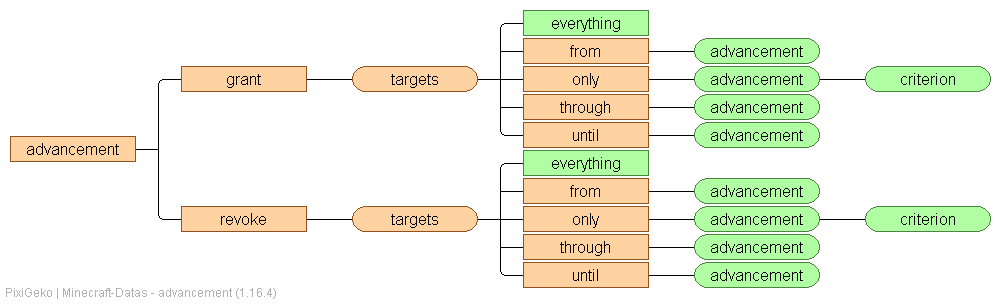 everything
from advancement
grant targets only advancement criterion
through advancement
until advancement
advancement
everything
from advancement
revoke targets only advancement criterion
through advancement
until advancement
PixiGeko | Minecraft-Datas - advancement (1.16.4)